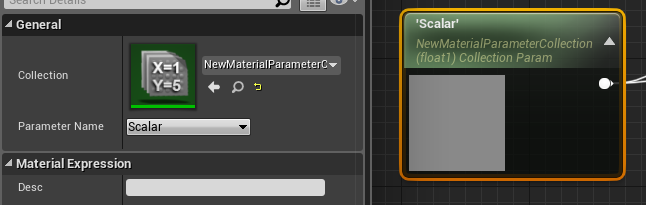 Search Details
General
Collection
X=1
Y=5
NewMaterialParameterC
Parameter Name
Scalar
Material Expression
Desc
'Scalar'
NewMaterialParameterCollection
(float1) Collection Param